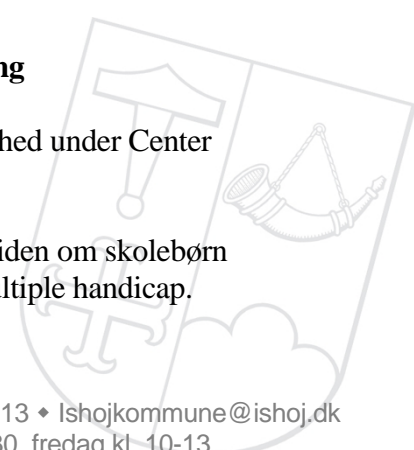 ng
hed under Center
iden om skolebørn
ltiple handicap.
13 ◆ Ishojkommune@ishoj.dk
30, fredag kl. 10-13